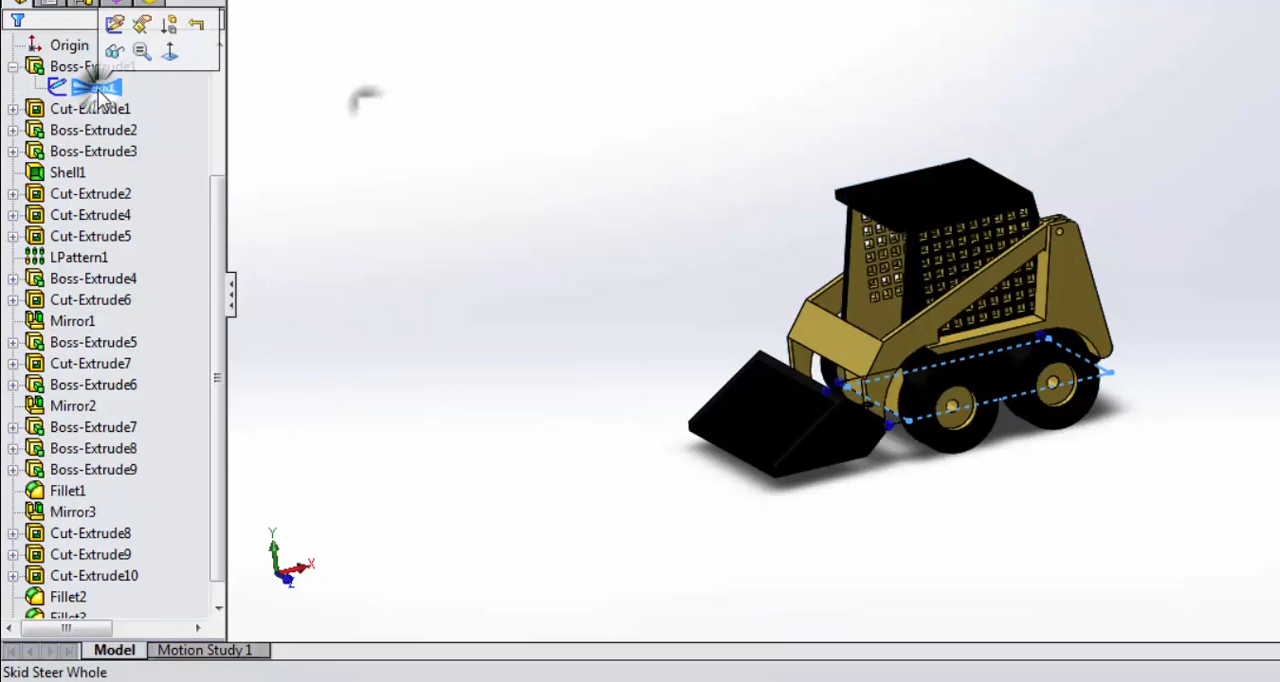 Origin
Boss-Extrude1
Cut-Extrude1
Boss-Extrude2
Boss-Extrude3
Shell1
Cut-Extrude2
Cut-Extrude4
Cut-Extrude5
LPattern1
Boss-Extrude4
Cut-Extrude6
Mirror1
Boss-Extrude5
Cut-Extrude7
Boss-Extrude6
Mirror2
Boss-Extrude7
Boss-Extrude8
Boss-Extrude9
Fillet1
Mirror3
Cut-Extrude8
Cut-Extrude9
Cut-Extrude10
Fillet2
Y
X
Model
Motion Study 1
Skid Steer Whole